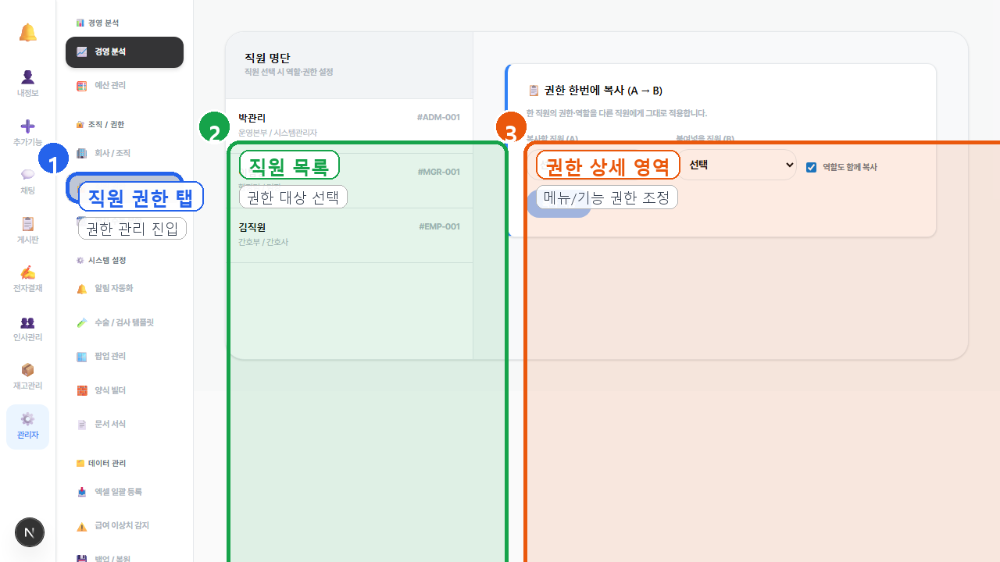 내정보
추가기능
채팅
게시판
전자결재
인사관리
재고관리
관리자
N
경영 분석
경영 분석
예산 관리
조직 / 권한
회사 / 조직
1
직원 권한 탭
권한 관리 진입
시스템 설정
알림 자동화
수술 / 검사 템플릿
팝업 관리
양식 빌더
문서 서식
데이터 관리
엑셀 일괄 등록
급여 이상치 감지
백업 / 복원
직원 명단
직원 선택 시 역할·권한 설정
2
박관리 #ADM-001
운영본부 / 시스템관리자
직원 목록
#MGR-001
권한 대상 선택
김직원 #EMP-001
간호부 / 간호사
📋 권한 한번에 복사 (A → B)
한 직원의 권한·역할을 다른 직원에게 그대로 적용합니다.
3
복사할 직원 (A) 붙여넣을 직원 (B)
권한 상세 영역
선택
역할도 함께 복사
메뉴/기능 권한 조정